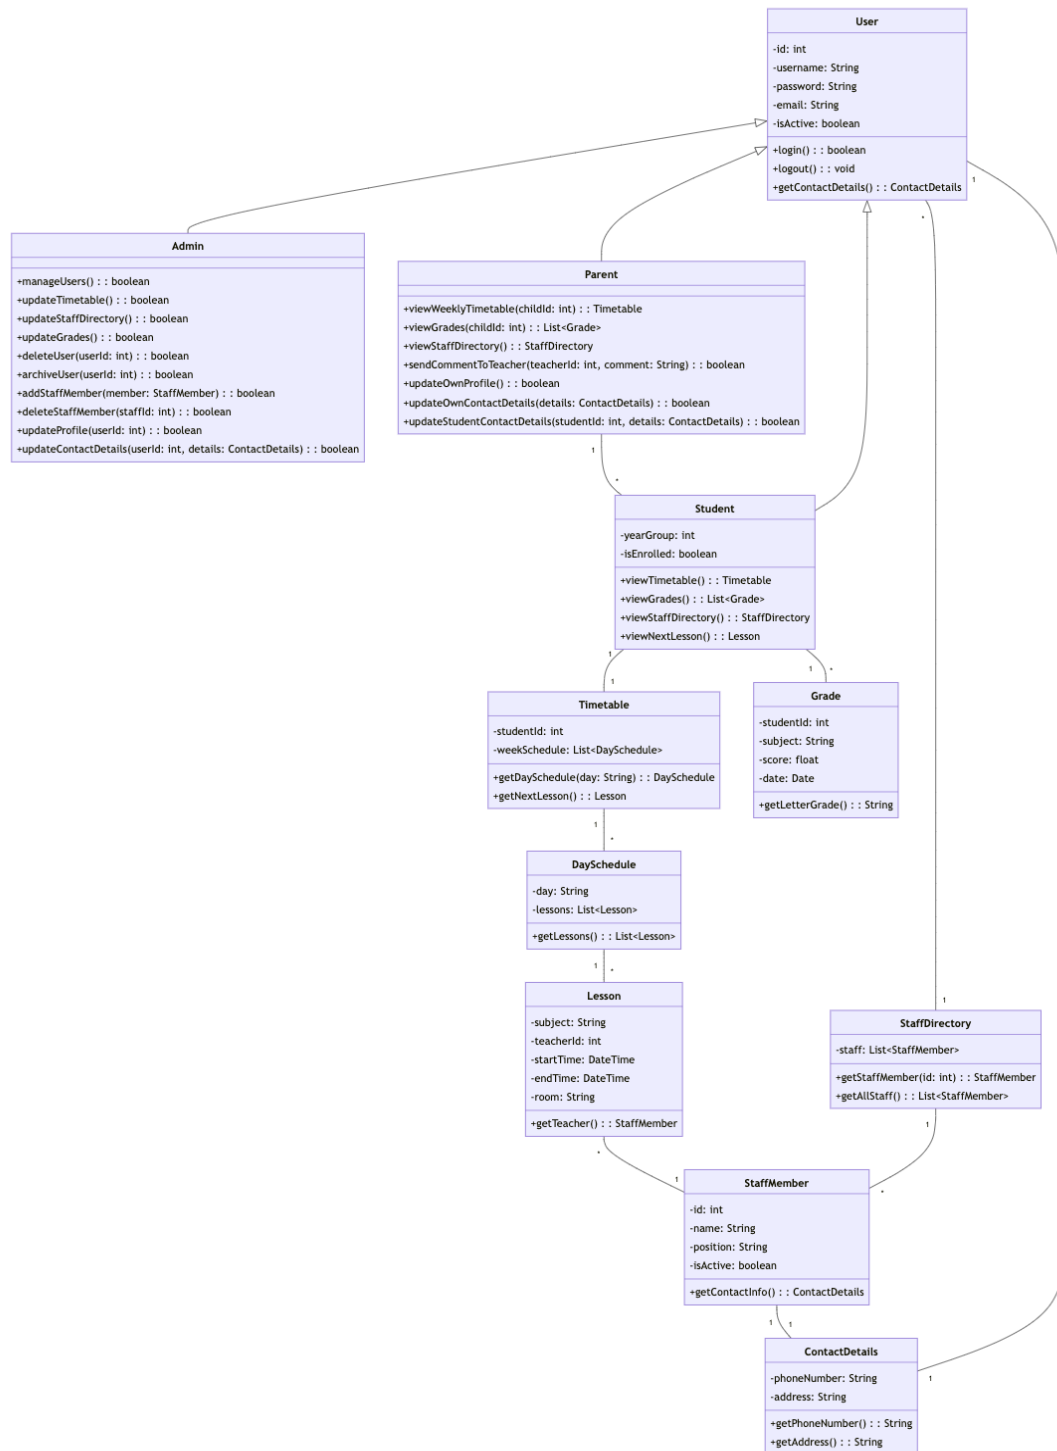 User
-id: int
-username: String
-password: String
-email: String
-isActive: boolean
+login() : : boolean
+logout() : : void
+getContactDetails() : : ContactDetails
1
*
Admin
+manageUsers() : : boolean
+updateTimetable() : : boolean
+updateStaffDirectory() : : boolean
+updateGrades() : : boolean
+deleteUser(userId: int) : : boolean
+archiveUser(userId: int) : : boolean
+addStaffMember(member: StaffMember) : : boolean
+deleteStaffMember(staffId: int) : : boolean
+updateProfile(userId: int) : : boolean
+updateContactDetails(userId: int, details: ContactDetails) : : boolean
Parent
+viewWeeklyTimetable(childId: int) : : Timetable
+viewGrades(childId: int) : : List<Grade>
+viewStaffDirectory() : : StaffDirectory
+sendCommentToTeacher(teacherId: int, comment: String) : : boolean
+updateOwnProfile() : : boolean
+updateOwnContactDetails(details: ContactDetails) : : boolean
+updateStudentContactDetails(studentId: int, details: ContactDetails) : : boolean
1
*
Student
-yearGroup: int
-isEnrolled: boolean
+viewTimetable() : : Timetable
+viewGrades() : : List<Grade>
+viewStaffDirectory() : : StaffDirectory
+viewNextLesson() : : Lesson
1
1
1
*
Timetable
-studentId: int
-weekSchedule: List<DaySchedule>
+getDaySchedule(day: String) : : DaySchedule
+getNextLesson() : : Lesson
Grade
-studentId: int
-subject: String
-score: float
-date: Date
+getLetterGrade() : : String
1
*
DaySchedule
-day: String
-lessons: List<Lesson>
+getLessons() : : List<Lesson>
1
*
Lesson
-subject: String
-teacherId: int
-startTime: DateTime
-endTime: DateTime
-room: String
+getTeacher() : : StaffMember
1
StaffDirectory
-staff: List<StaffMember>
+getStaffMember(id: int) : : StaffMember
+getAllStaff() : : List<StaffMember>
*
1
1
*
StaffMember
-id: int
-name: String
-position: String
-isActive: boolean
+getContactInfo() : : ContactDetails
1
1
1
ContactDetails
-phoneNumber: String
-address: String
+getPhoneNumber() : : String
+getAddress() : : String